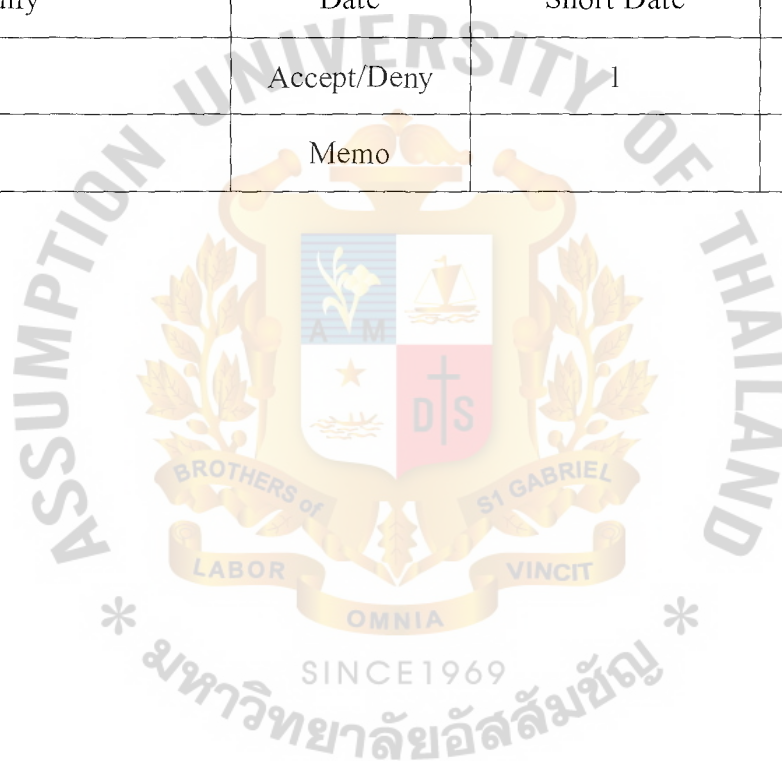 Date Short Date
Accept/Deny 1
Memo
ASSUMPTION UNIVERSITY OF THAILAND
A M
D S
BROTHERS of ST GABRIEL
LABOR VINCIT
OMNIA
SINCE1969
* มหาวิทยาลัยอัสสัมชัญ *